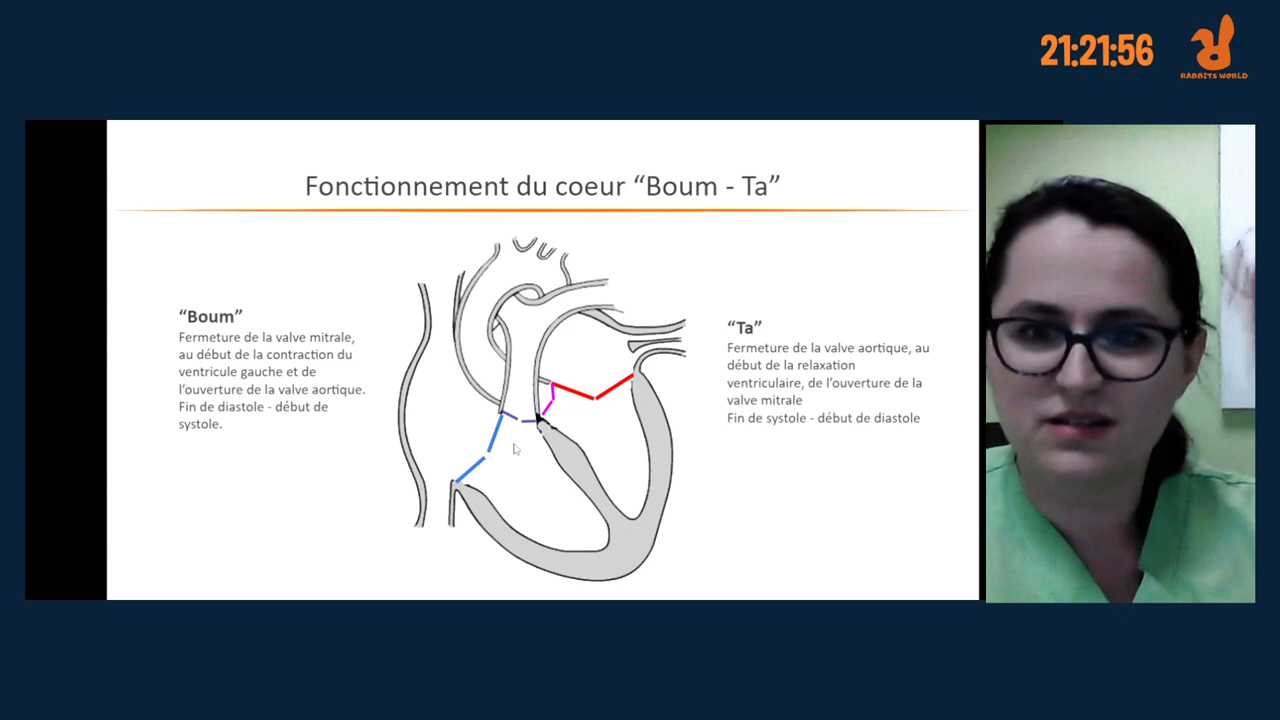 21:21:56
RABBITS WORLD
Fonctionnement du coeur “Boum - Ta”
“Boum”
Fermeture de la valve mitrale,
au début de la contraction du
ventricule gauche et de
l’ouverture de la valve aortique.
Fin de diastole - début de
systole.
“Ta”
Fermeture de la valve aortique, au
début de la relaxation
ventriculaire, de l’ouverture de la
valve mitrale
Fin de systole - début de diastole